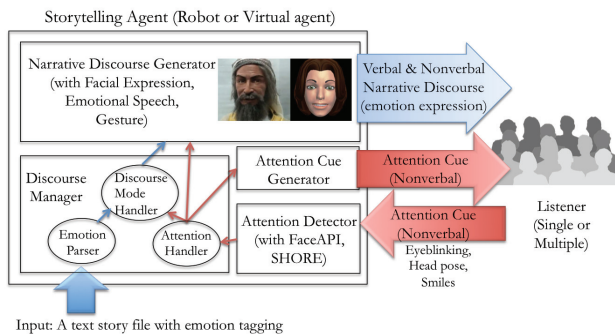 Storytelling Agent (Robot or Virtual agent)
Narrative Discourse Generator
(with Facial Expression,
Emotional Speech,
Gesture)
Verbal & Nonverbal
Narrative Discourse
(emotion expression)
Discourse
Manager
Discourse
Mode
Handler
Emotion
Parser
Attention
Handler
Attention Cue
Generator
Attention Detector
(with FaceAPI,
SHORE)
Attention Cue
(Nonverbal)
Attention Cue
(Nonverbal)
Eyeblinking,
Head pose,
Smiles
Listener
(Single or
Multiple)
Input: A text story file with emotion tagging